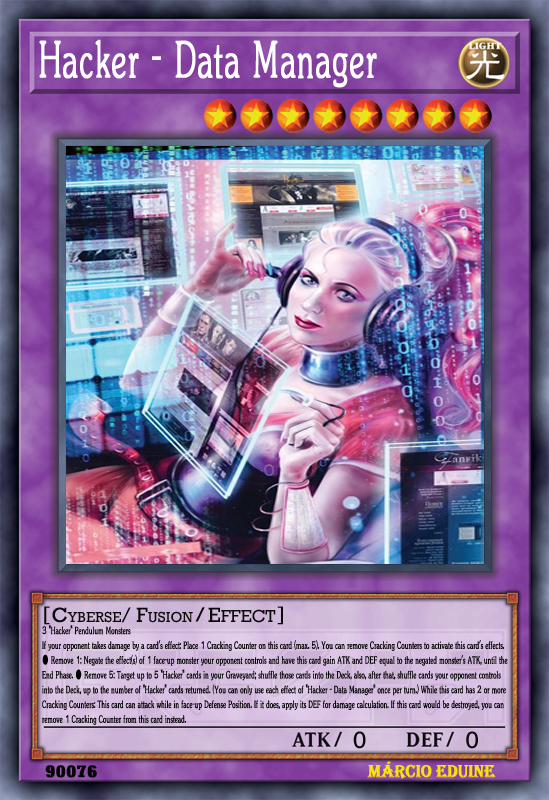 Hacker - Data Manager
LIGHT
光
[Cyberse/ Fusion/Effect]
3 "Hacker" Pendulum Monsters
If your opponent takes damage by a card's effect: Place 1 Cracking Counter on this card (max. 5). You can remove Cracking Counters to activate this card's effects.
● Remove 1: Negate the effect(s) of 1 face-up monster your opponent controls and have this card gain ATK and DEF equal to the negated monster's ATK, until the
End Phase. ● Remove 5: Target up to 5 "Hacker" cards in your Graveyard; shuffle those cards into the Deck, also, after that, shuffle cards your opponent controls
into the Deck, up to the number of "Hacker" cards returned. (You can only use each effect of "Hacker - Data Manager" once per turn.) While this card has 2 or more
Cracking Counters: This card can attack while in face-up Defense Position. If it does, apply its DEF for damage calculation. If this card would be destroyed, you can
remove 1 Cracking Counter from this card instead.
ATK/ 0 DEF/ 0
90076 MÁRCIO EDUINE